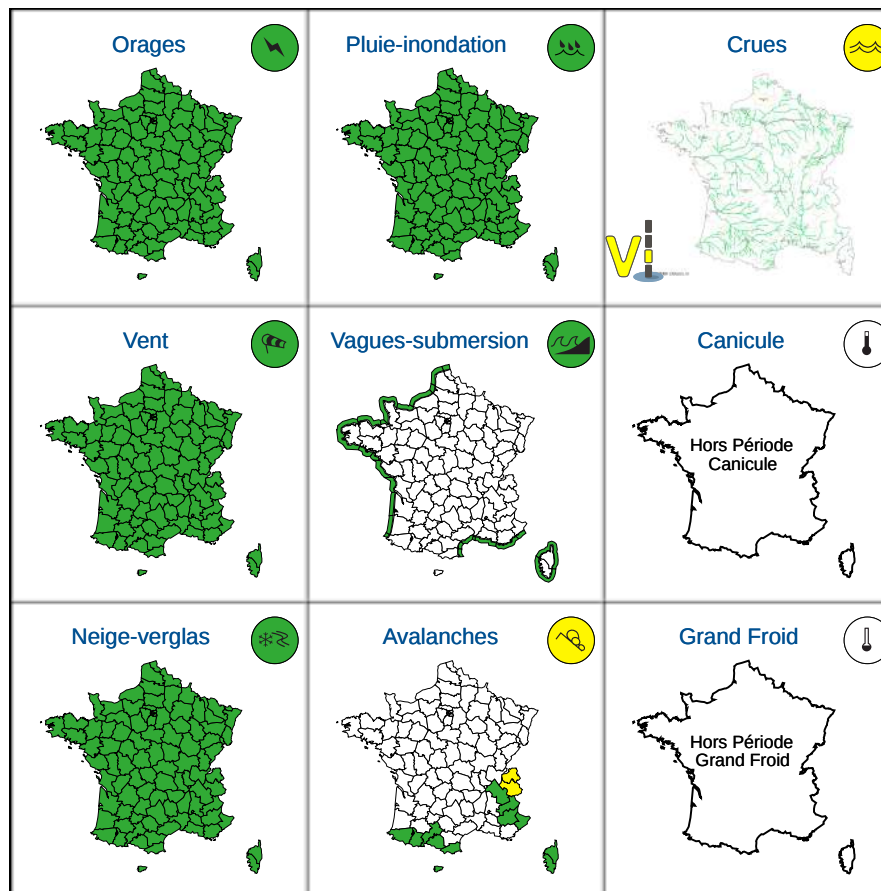 Orages
Pluie-inondation
Crues
Vi
Vent
Vagues-submersion
Canicule
Hors Période
Canicule
Neige-verglas
Avalanches
Grand Froid
Hors Période
Grand Froid